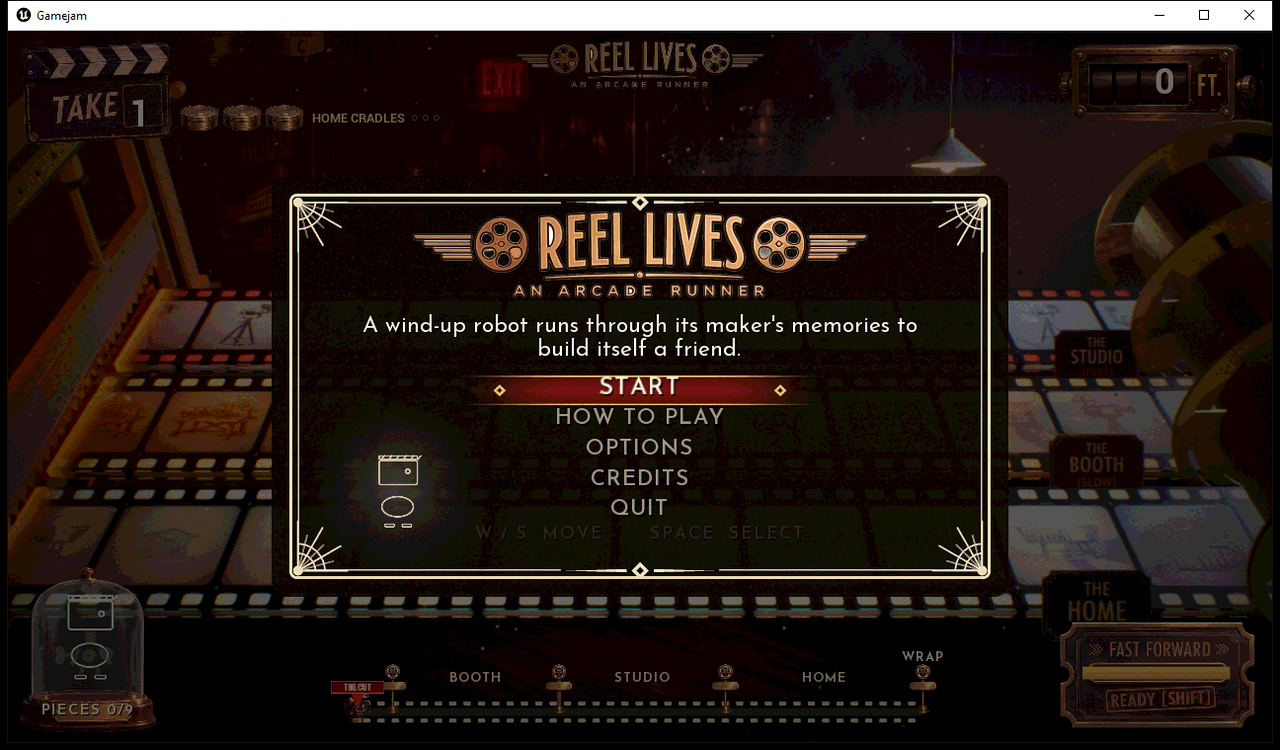 Gamejam
TAKE 1
EXIT
REEL LIVES
AN ARCADE RUNNER
0 FT.
HOME CRADLES
REEL LIVES
AN ARCADE RUNNER
A wind-up robot runs through its maker's memories to
build itself a friend.
START
HOW TO PLAY
OPTIONS
CREDITS
QUIT
W / S MOVE SPACE SELECT
THE
STUDIO
(FAST)
THE
BOOTH
(SLOW)
THE
HOME
PIECES 0/9
THE CUT
BOOTH
STUDIO
HOME
WRAP
» FAST FORWARD »
READY [SHIFT]